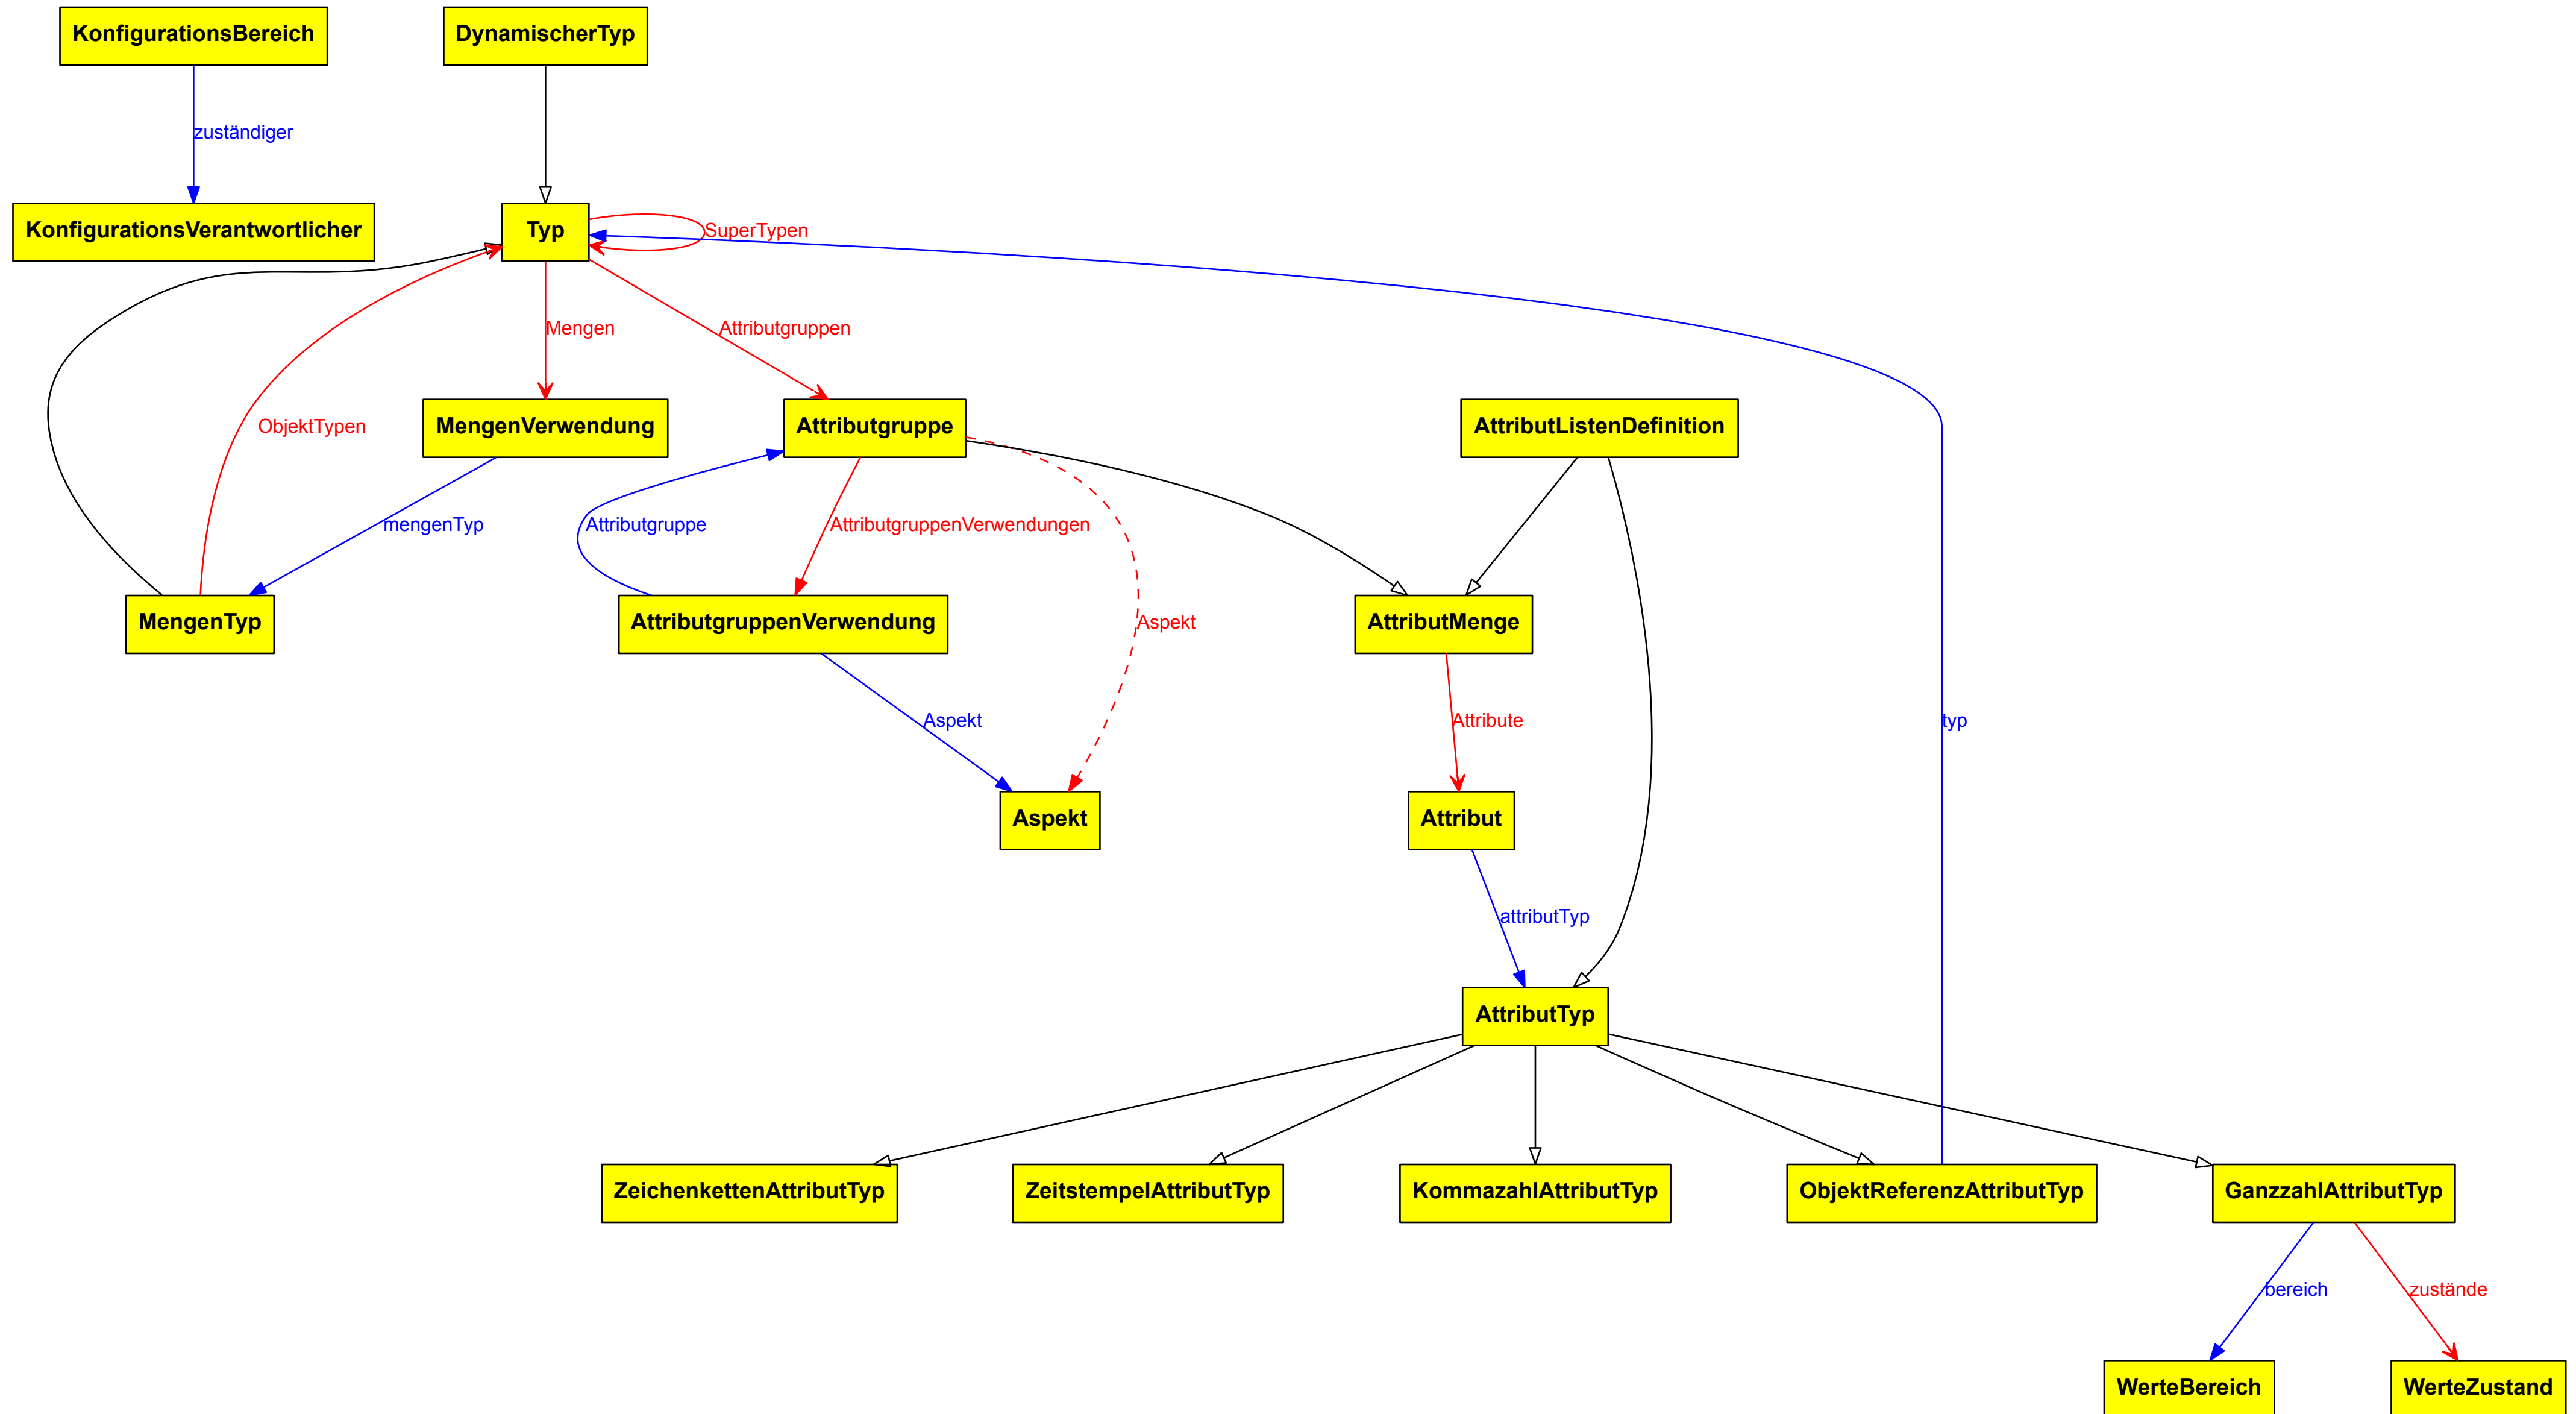 KonfigurationsBereich
DynamischerTyp
zuständiger
KonfigurationsVerantwortlicher
Typ
SuperTypen
Mengen
Attributgruppen
ObjektTypen
MengenVerwendung
Attributgruppe
AttributListenDefinition
mengenTyp
Attributgruppe
AttributgruppenVerwendungen
MengenTyp
AttributgruppenVerwendung
Aspekt
AttributMenge
Aspekt
Attribute
typ
Aspekt
Attribut
attributTyp
AttributTyp
ZeichenkettenAttributTyp
ZeitstempelAttributTyp
KommazahlAttributTyp
ObjektReferenzAttributTyp
GanzzahlAttributTyp
bereich
zustände
WerteBereich
WerteZustand